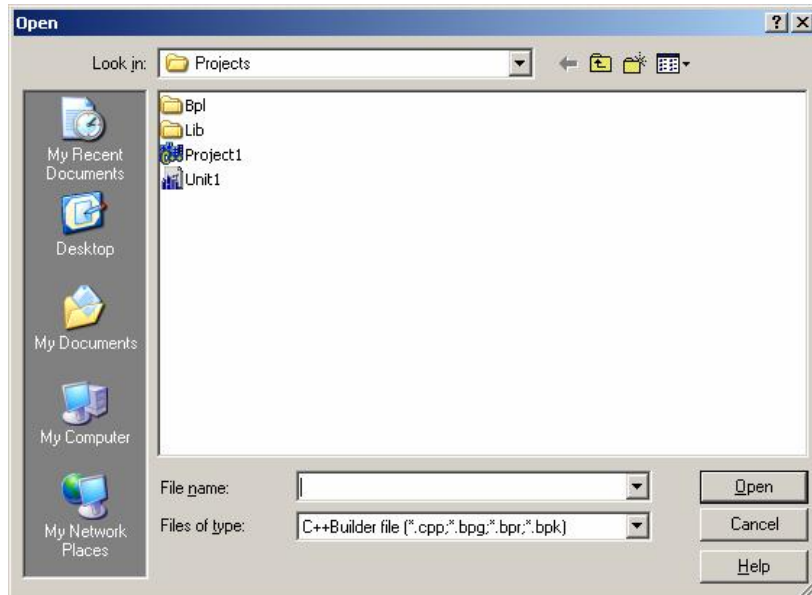 Open
Look in: Projects
My Recent
Documents
Desktop
My Documents
My Computer
My Network
Places
Bpl
Lib
Project1
Unit1
File name:
Open
Files of type: C++Builder file (*.cpp;*.bpg;*.bpr;*.bpk)
Cancel
Help